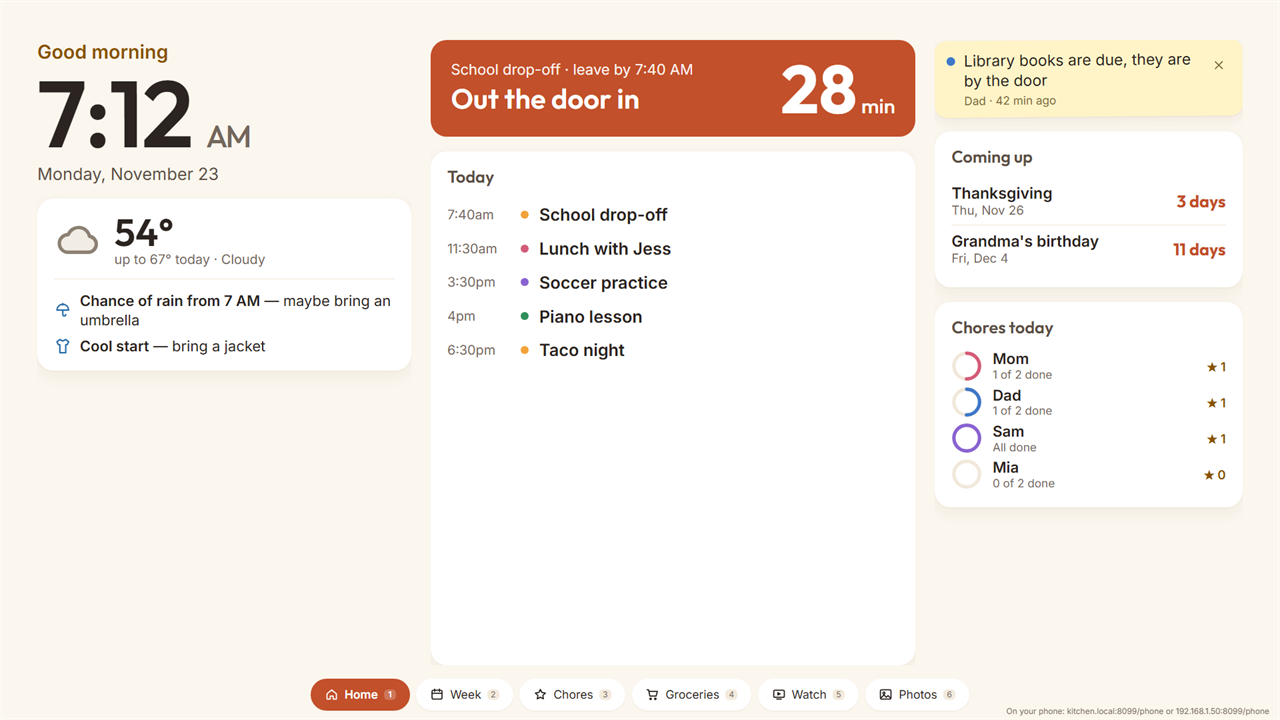 Good morning
7:12 AM
Monday, November 23
54°
up to 67° today · Cloudy
Chance of rain from 7 AM — maybe bring an
umbrella
Cool start — bring a jacket
School drop-off · leave by 7:40 AM
Out the door in
28 min
Today
7:40am School drop-off
11:30am Lunch with Jess
3:30pm Soccer practice
4pm Piano lesson
6:30pm Taco night
Library books are due, they are
by the door
Dad · 42 min ago
Coming up
Thanksgiving
Thu, Nov 26
3 days
Grandma's birthday
Fri, Dec 4
11 days
Chores today
Mom
1 of 2 done
★ 1
Dad
1 of 2 done
★ 1
Sam
All done
★ 1
Mia
0 of 2 done
★ 0
Home 1 Week 2 Chores 3 Groceries 4 Watch 5 Photos 6
On your phone: kitchen.local:8099/phone or 192.168.1.50:8099/phone